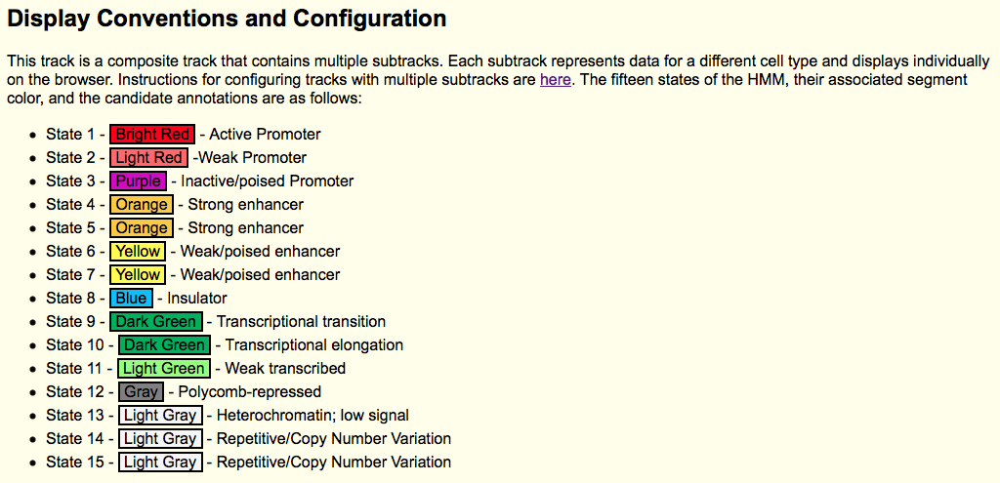 Display Conventions and Configuration
This track is a composite track that contains multiple subtracks. Each subtrack represents data for a different cell type and displays individually
on the browser. Instructions for configuring tracks with multiple subtracks are here. The fifteen states of the HMM, their associated segment
color, and the candidate annotations are as follows:
• State 1 - Bright Red - Active Promoter
• State 2 - Light Red -Weak Promoter
• State 3 - Purple - Inactive/poised Promoter
• State 4 - Orange - Strong enhancer
• State 5 - Orange - Strong enhancer
• State 6 - Yellow - Weak/poised enhancer
• State 7 - Yellow - Weak/poised enhancer
• State 8 - Blue - Insulator
• State 9 - Dark Green - Transcriptional transition
• State 10 - Dark Green - Transcriptional elongation
• State 11 - Light Green - Weak transcribed
• State 12 - Gray - Polycomb-repressed
• State 13 - Light Gray - Heterochromatin; low signal
• State 14 - Light Gray - Repetitive/Copy Number Variation
• State 15 - Light Gray - Repetitive/Copy Number Variation